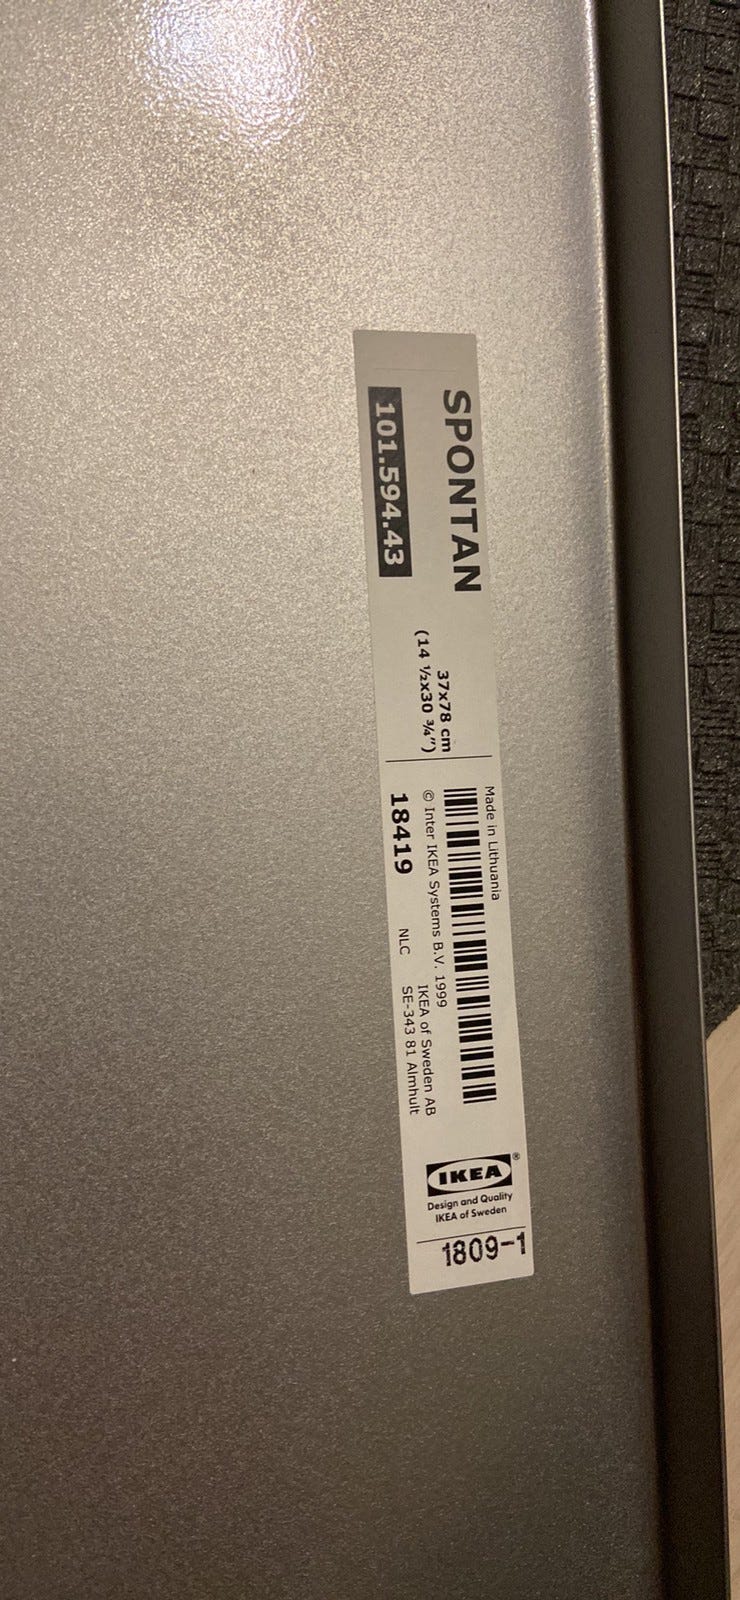 SPONTAN
101.594.43
37x78 cm
(14 ½x30 ¾")
Made in Lithuania
© Inter IKEA Systems B.V. 1999
18419
NLC
IKEA of Sweden AB
SE-343 81 Älmhult
IKEA®
Design and Quality
IKEA of Sweden
1809-1